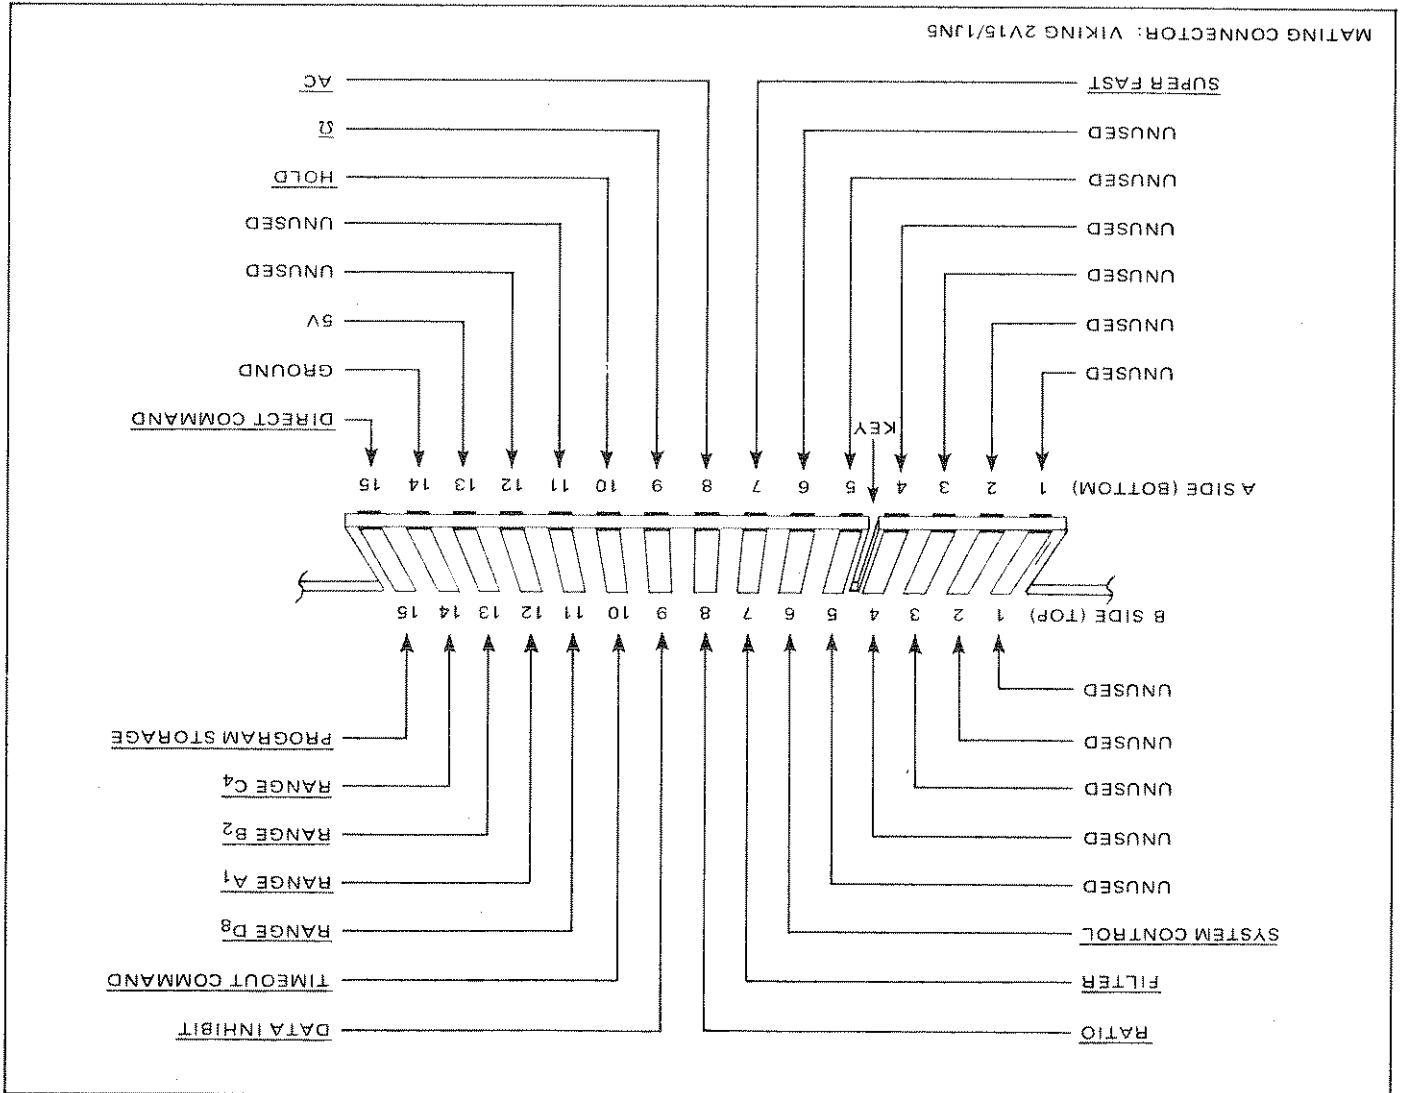 RATIO DATA INHIBIT
FILTER TIMEOUT COMMAND
SYSTEM CONTROL RANGE D8
UNUSED RANGE A1
UNUSED RANGE B2
UNUSED RANGE C4
UNUSED PROGRAM STORAGE
UNUSED
B SIDE (TOP) 1 2 3 4 5 6 7 8 9 10 11 12 13 14 15
A SIDE (BOTTOM) 1 2 3 4 5 6 7 8 9 10 11 12 13 14 15
KEY
DIRECT COMMAND
UNUSED GROUND
UNUSED 5V
UNUSED UNUSED
UNUSED UNUSED
UNUSED HOLD
UNUSED Ω
SUPER FAST AC
MATING CONNECTOR: VIKING 2V15/1JN5